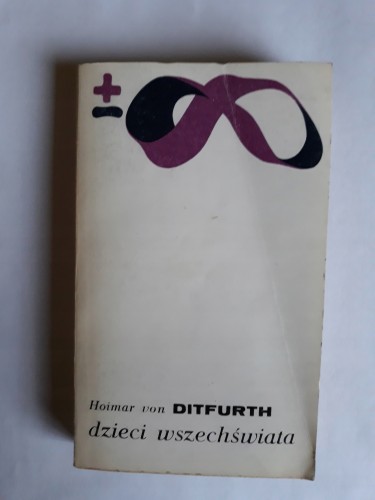 Hoimar von DITFURTH
dzieci wszechświata